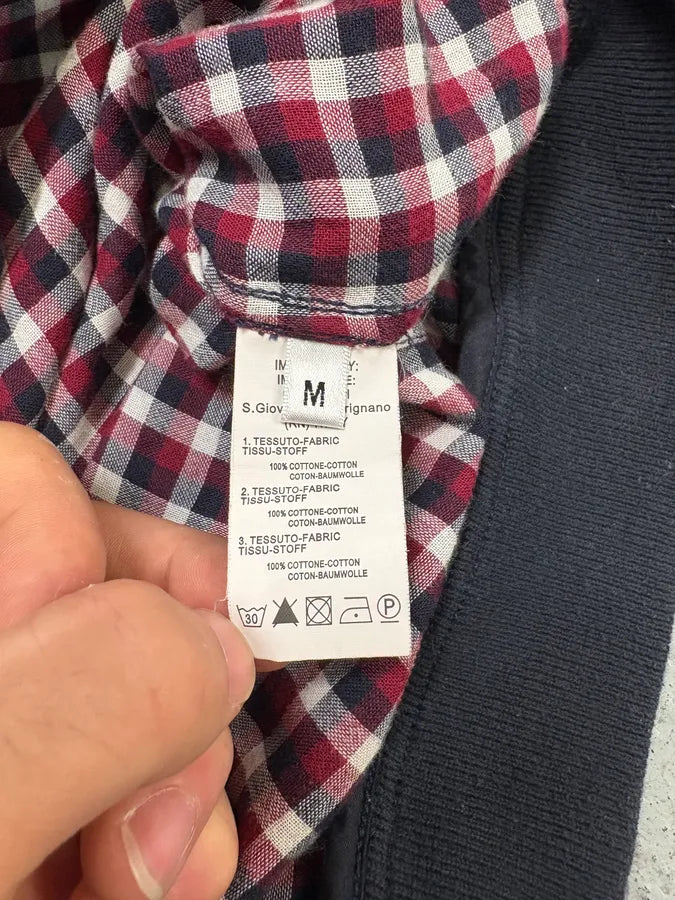 M
S.Giov
rignano
1. TESSUTO-FABRIC
TISSU-STOFF
100% COTTONE-COTTON
COTON-BAUMWOLLE
2. TESSUTO-FABRIC
TISSU-STOFF
100% COTTONE-COTTON
COTON-BAUMWOLLE
3. TESSUTO-FABRIC
TISSU-STOFF
100% COTTONE-COTTON
COTON-BAUMWOLLE
30 P